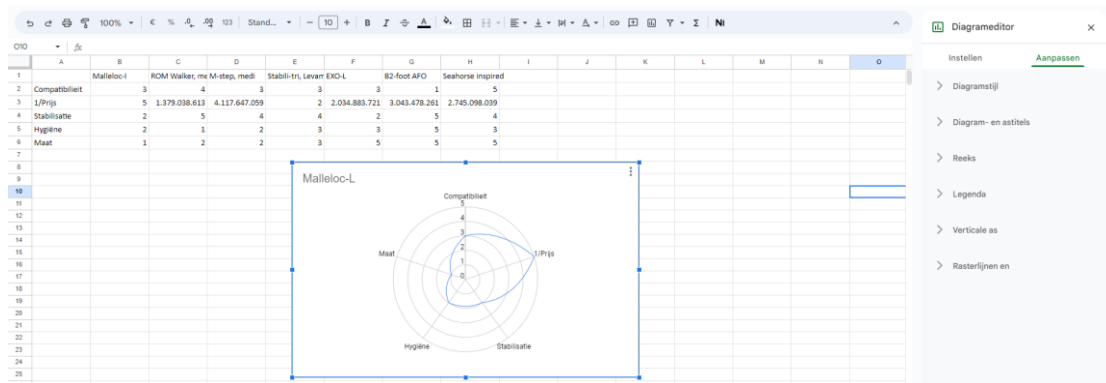 100% € % .0 .00 123 Stand... − 10 + B I A Σ
Diagrameditor
O10 fx
Instellen Aanpassen
A B C D E F G H I J K L M N O
1 Malleloc-l ROM Walker, me M-step, medi Stabili-tri, Levam EXO-L B2-foot AFO Seahorse inspired
2 Compatibilieit 3 4 3 3 3 1 5
3 1/Prijs 5 1.379.038.613 4.117.647.059 2 2.034.883.721 3.043.478.261 2.745.098.039
4 Stabilisatie 2 5 4 4 2 5 4
5 Hygiëne 2 1 2 3 3 5 3
6 Maat 1 2 2 3 5 5 5
7
8
9
10
11
12
13
14
15
16
17
18
19
20
21
22
23
24
25
Malleloc-L
Compatibilieit
5
4
3
2
1
0
Maat
1/Prijs
Hygiëne
Stabilisatie
Diagramstijl
Diagram- en astitels
Reeks
Legenda
Verticale as
Rasterlijnen en